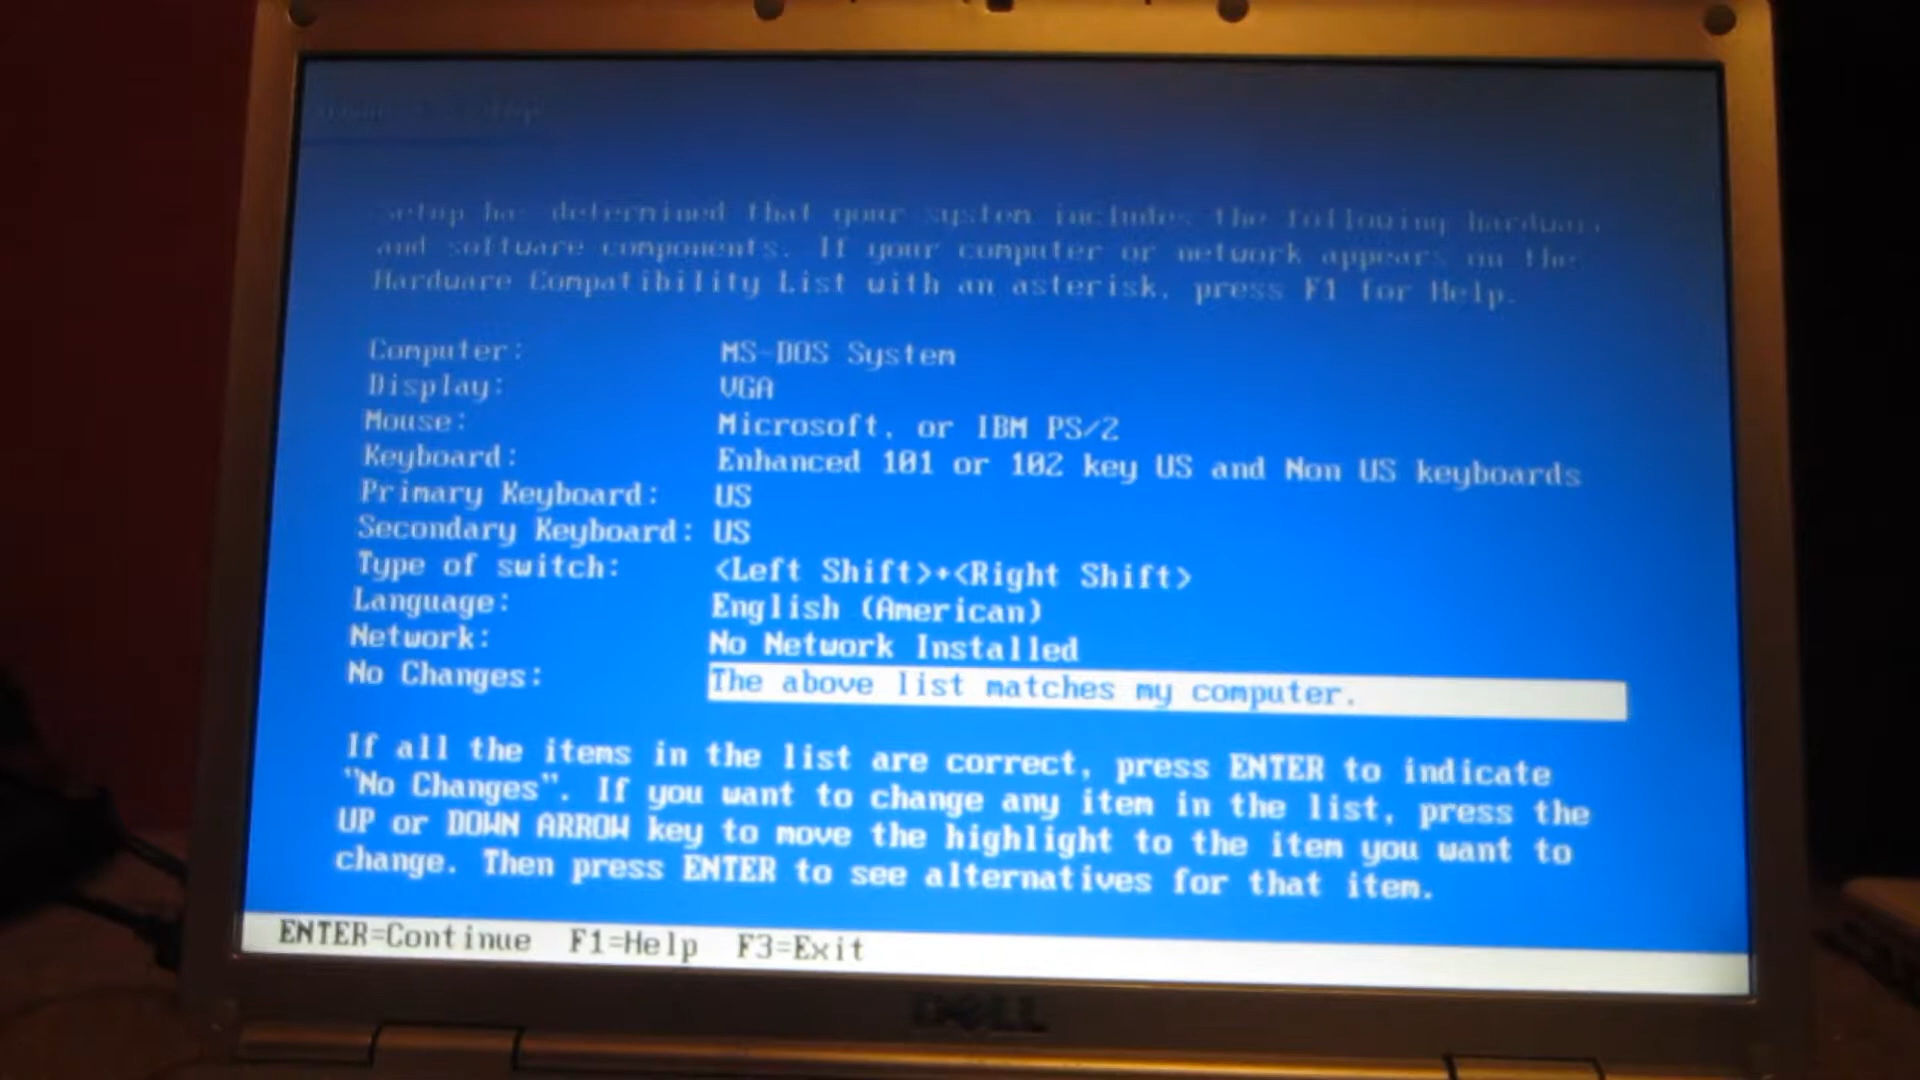 Setup
Setup has determined that your system includes the following hardware
and software components. If your computer or network appears on the
Hardware Compatibility List with an asterisk, press F1 for Help.
Computer: MS-DOS System
Display: VGA
Mouse: Microsoft, or IBM PS/2
Keyboard: Enhanced 101 or 102 key US and Non US keyboards
Primary Keyboard: US
Secondary Keyboard: US
Type of switch: <Left Shift>+<Right Shift>
Language: English (American)
Network: No Network Installed
No Changes: The above list matches my computer.
If all the items in the list are correct, press ENTER to indicate
"No Changes". If you want to change any item in the list, press the
UP or DOWN ARROW key to move the highlight to the item you want to
change. Then press ENTER to see alternatives for that item.
ENTER=Continue F1=Help F3=Exit
DELL